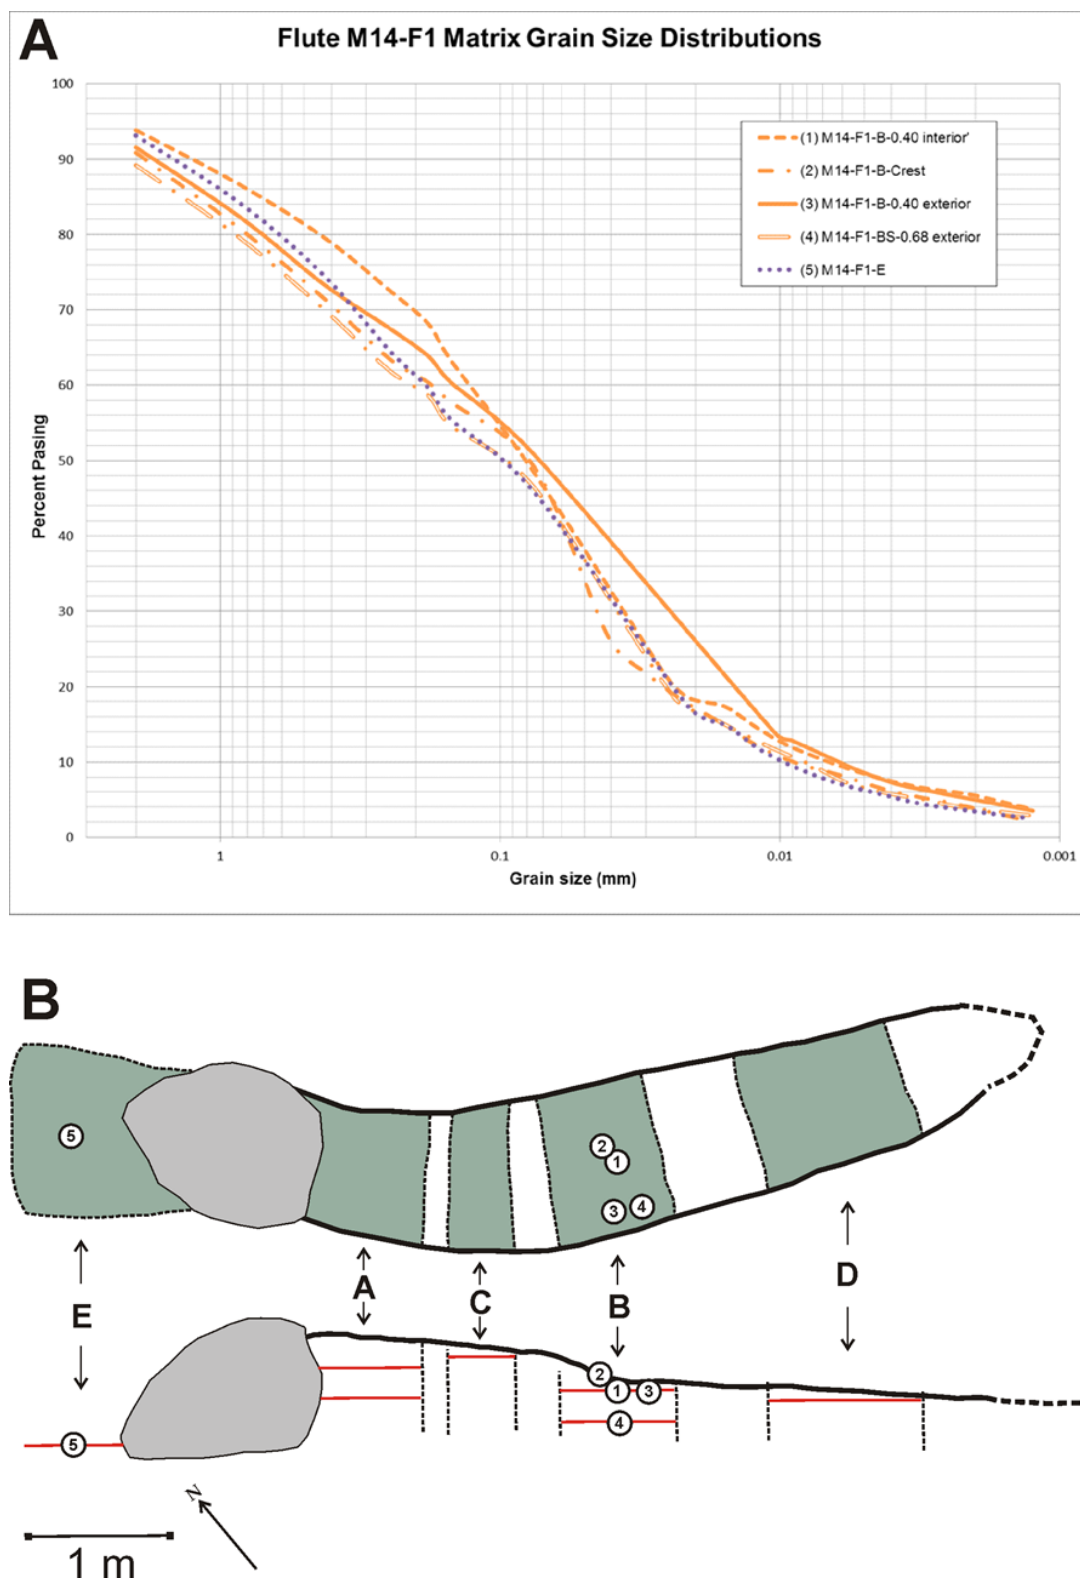 A
Flute M14-F1 Matrix Grain Size Distributions
100
90
80
70
60
50
40
30
20
10
0
Percent Pasing
(1) M14-F1-B-0.40 interior'
(2) M14-F1-B-Crest
(3) M14-F1-B-0.40 exterior
(4) M14-F1-BS-0.68 exterior
(5) M14-F1-E
1
0.1
0.01
0.001
Grain size (mm)
B
5
2
1
3
4
E
A
C
B
D
2
1
3
4
5
N
1 m